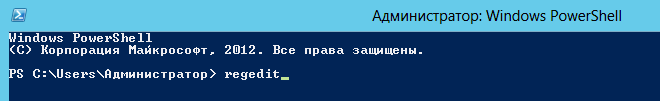 Администратор: Windows PowerShell
Windows PowerShell
(C) Корпорация Майкрософт, 2012. Все права защищены.
PS C:\Users\Администратор> regedit_